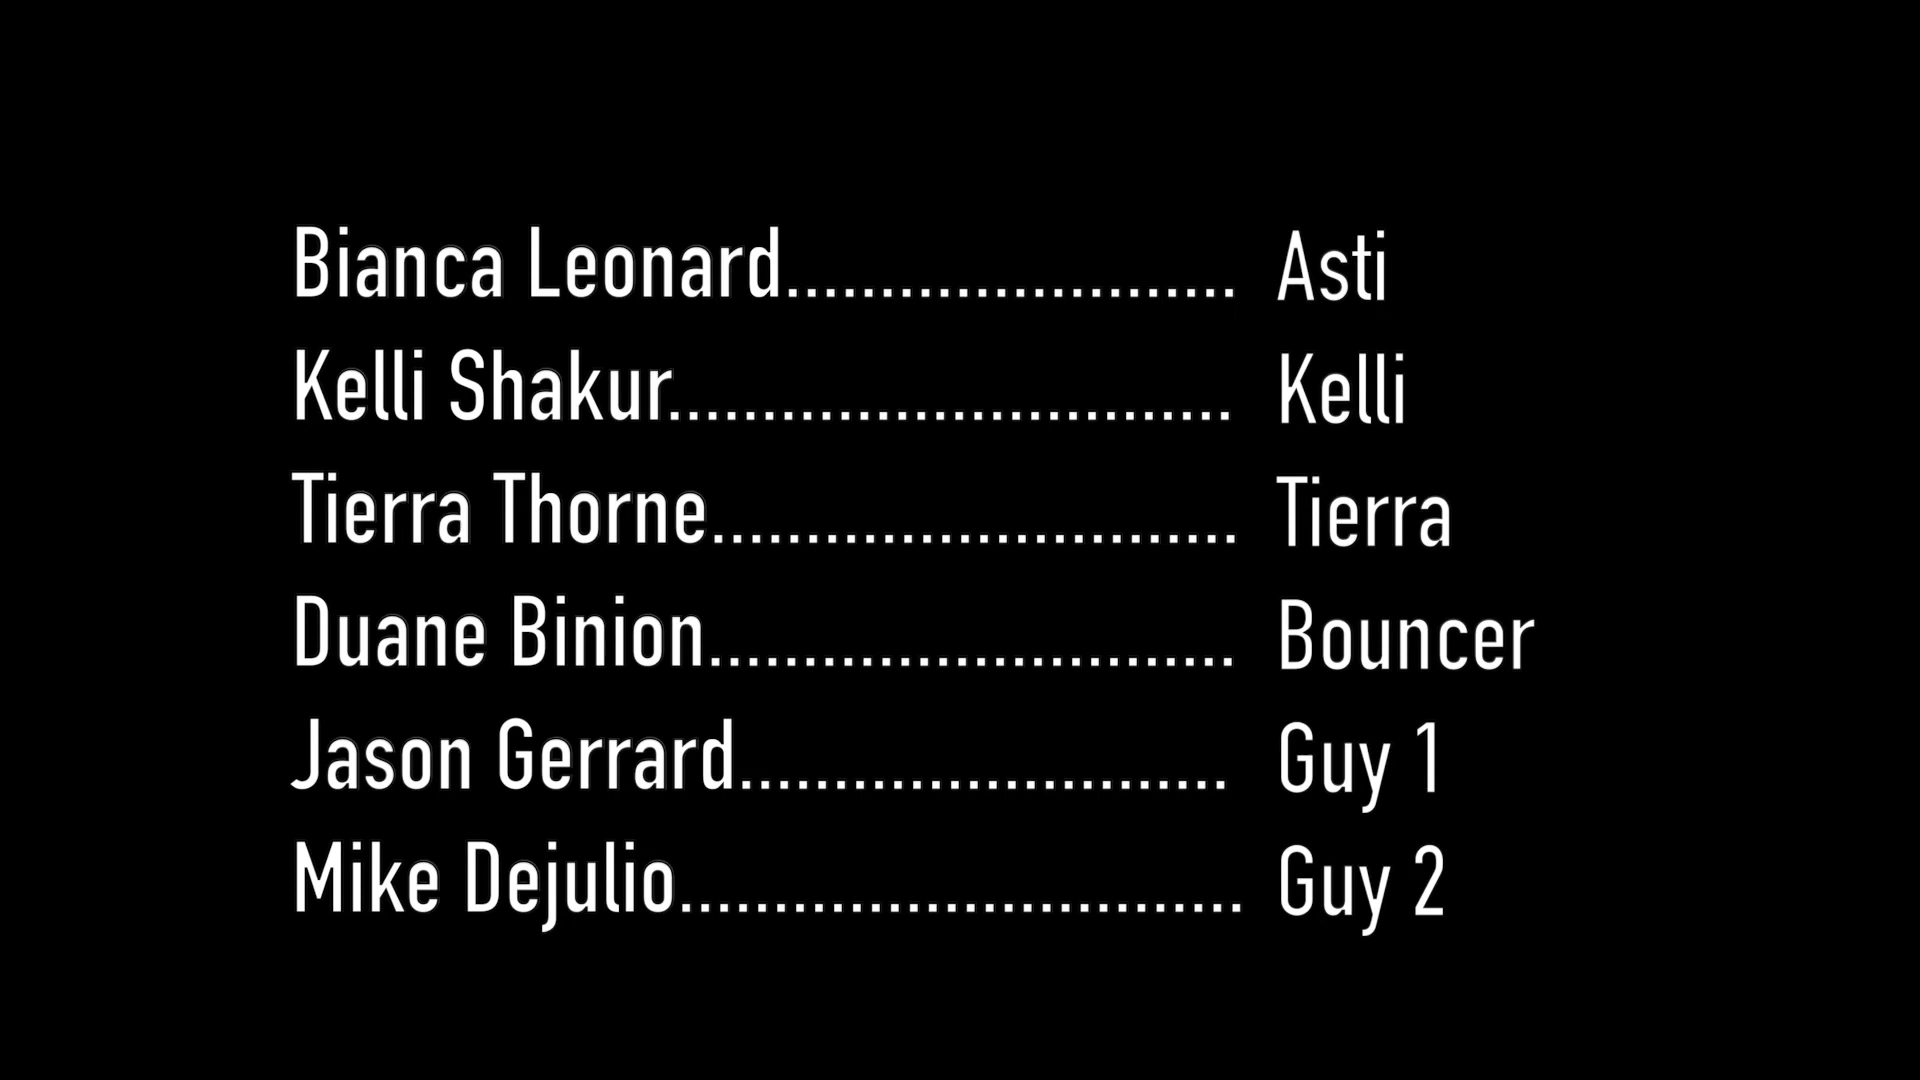 Bianca Leonard........................ Asti
Kelli Shakur.............................. Kelli
Tierra Thorne............................ Tierra
Duane Binion............................ Bouncer
Jason Gerrard.......................... Guy 1
Mike Dejulio.............................. Guy 2